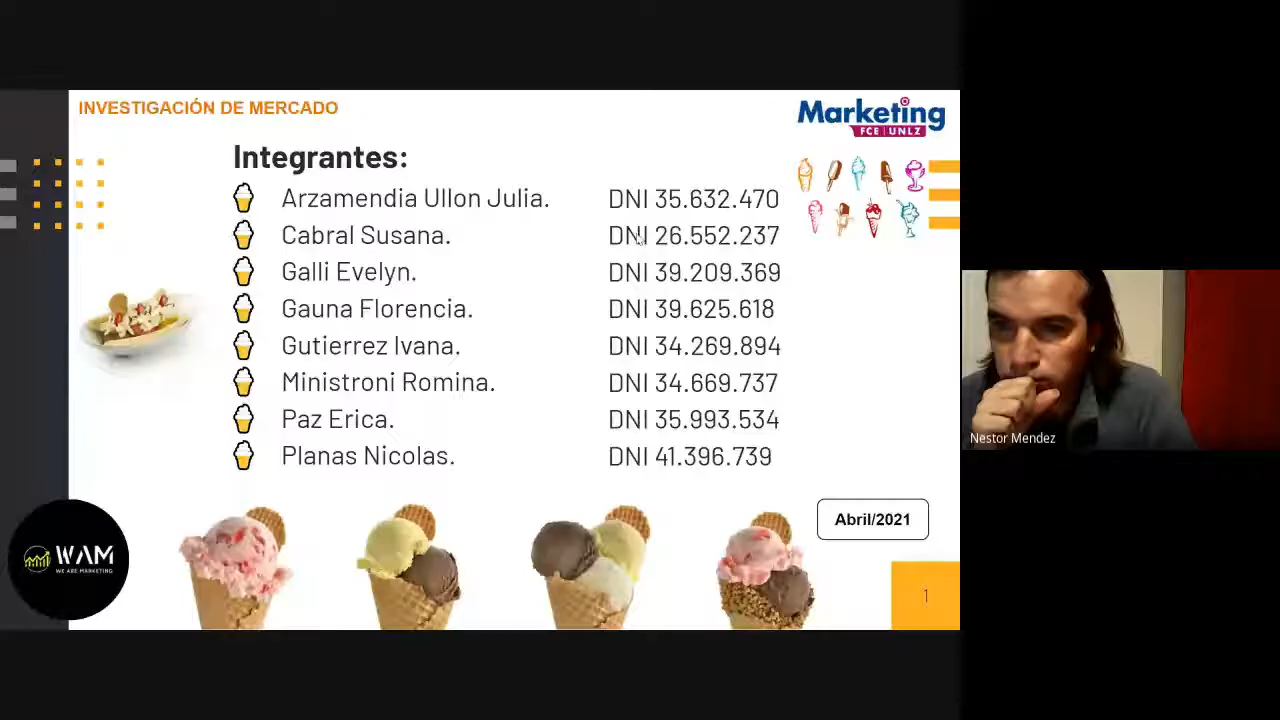 INVESTIGACIÓN DE MERCADO
Marketing
FCE | UNLZ
Integrantes:
Arzamendia Ullon Julia. DNI 35.632.470
Cabral Susana. DNI 26.552.237
Galli Evelyn. DNI 39.209.369
Gauna Florencia. DNI 39.625.618
Gutierrez Ivana. DNI 34.269.894
Ministroni Romina. DNI 34.669.737
Paz Erica. DNI 35.993.534
Planas Nicolas. DNI 41.396.739
Nestor Mendez
Abril/2021
WAM
WE ARE MARKETING
1